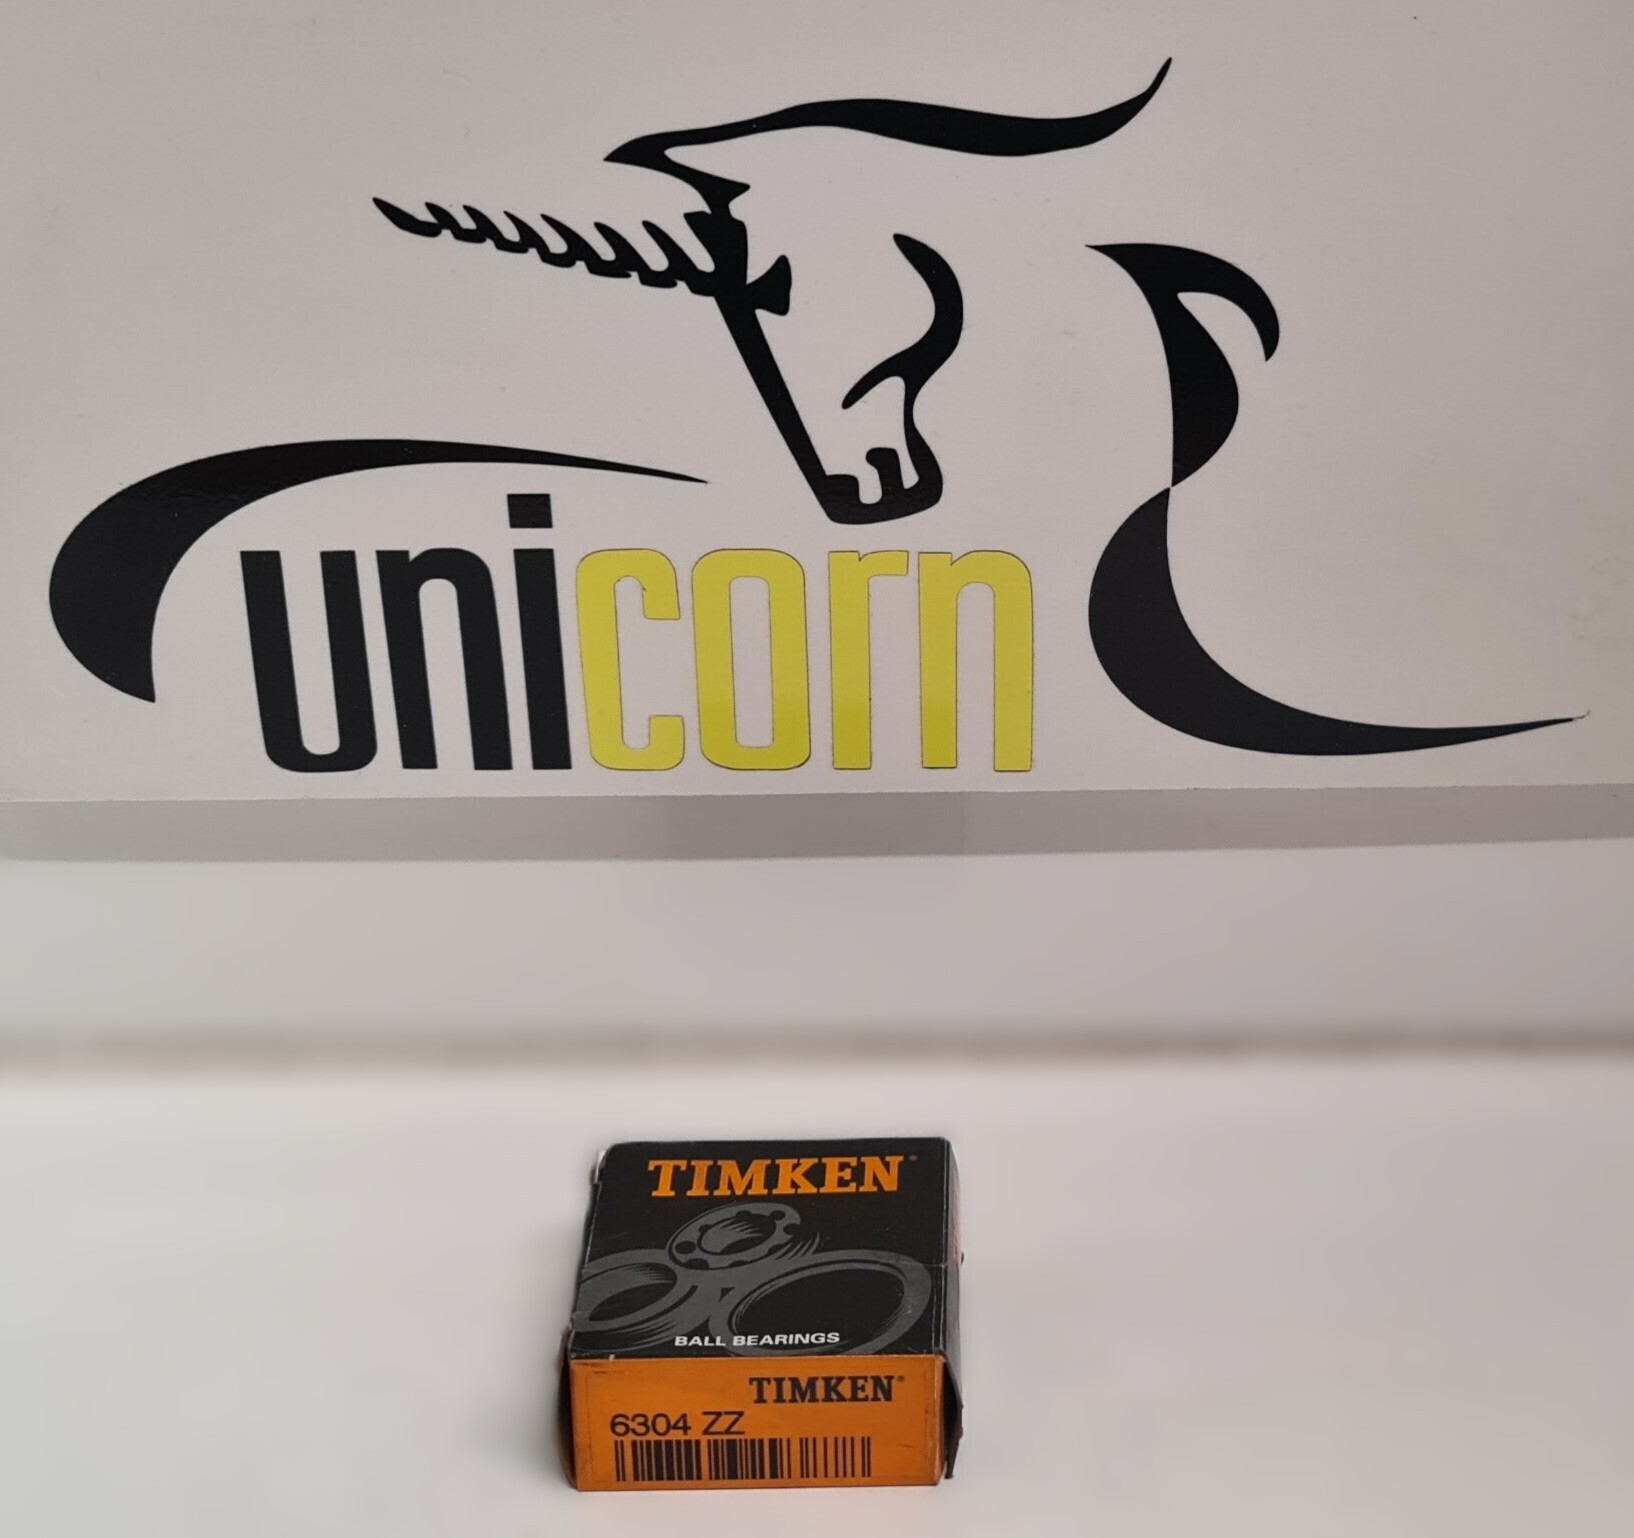 unicorn
TIMKEN
BALL BEARINGS
TIMKEN
6304 ZZ